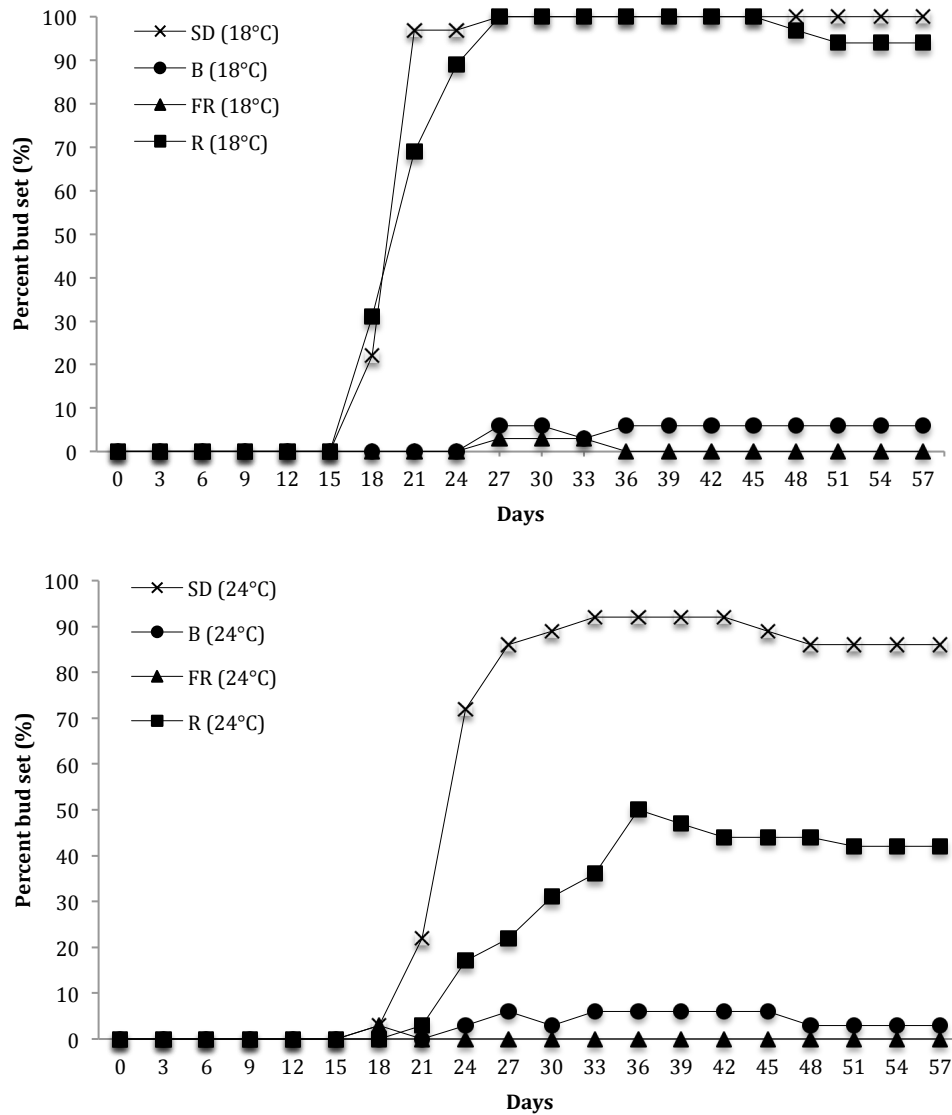 100
90
80
70
60
50
40
30
20
10
0
Percent bud set (%)
SD (18°C)
B (18°C)
FR (18°C)
R (18°C)
0 3 6 9 12 15 18 21 24 27 30 33 36 39 42 45 48 51 54 57
Days
100
90
80
70
60
50
40
30
20
10
0
Percent bud set (%)
SD (24°C)
B (24°C)
FR (24°C)
R (24°C)
0 3 6 9 12 15 18 21 24 27 30 33 36 39 42 45 48 51 54 57
Days